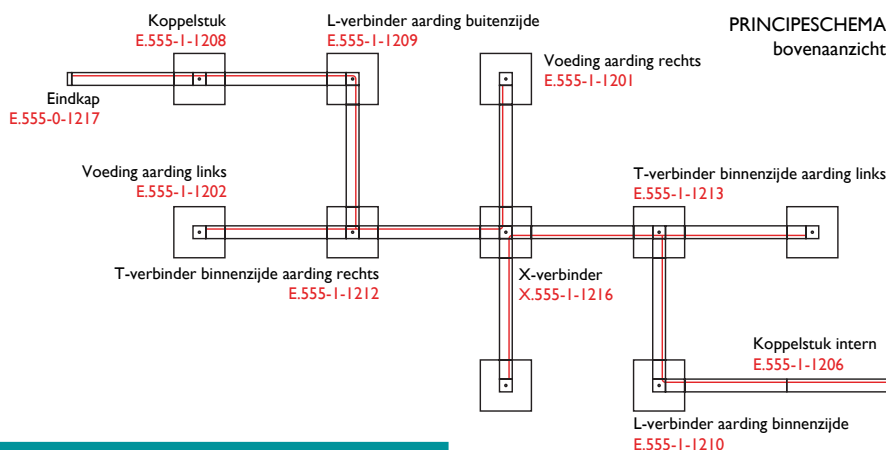 PRINCIPESCHEMA
bovenaanzicht
Koppelstuk
E.555-1-1208
L-verbinder aarding buitenzijde
E.555-1-1209
Voeding aarding rechts
E.555-1-1201
Eindkap
E.555-0-1217
Voeding aarding links
E.555-1-1202
T-verbinder binnenzijde aarding links
E.555-1-1213
T-verbinder binnenzijde aarding rechts
E.555-1-1212
X-verbinder
X.555-1-1216
Koppelstuk intern
E.555-1-1206
L-verbinder aarding binnenzijde
E.555-1-1210